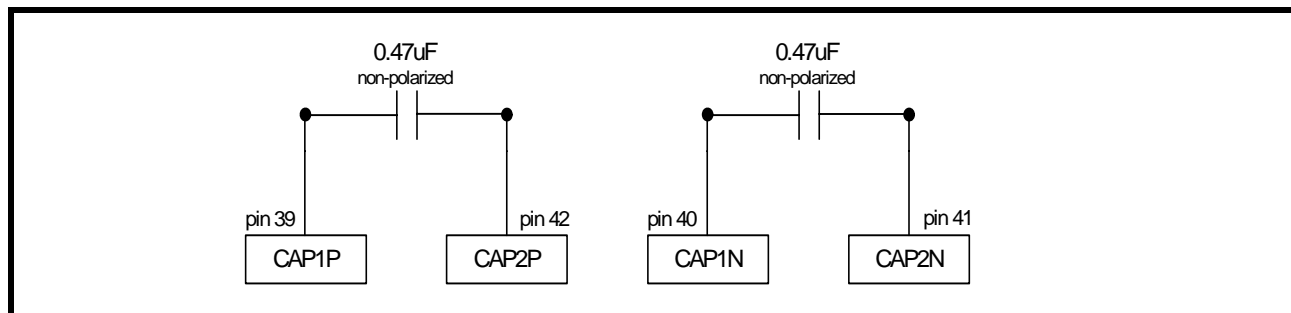 0.47uF
non-polarized
0.47uF
non-polarized
pin 39
pin 42
pin 40
pin 41
CAP1P
CAP2P
CAP1N
CAP2N